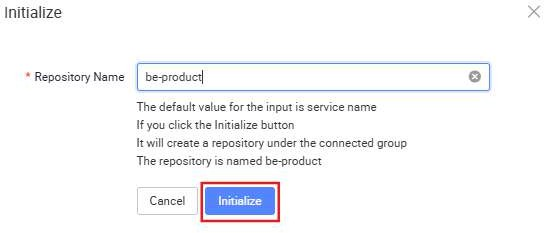 Initialize
* Repository Name be-product
The default value for the input is service name
If you click the Initialize button
It will create a repository under the connected group
The repository is named be-product
Cancel Initialize